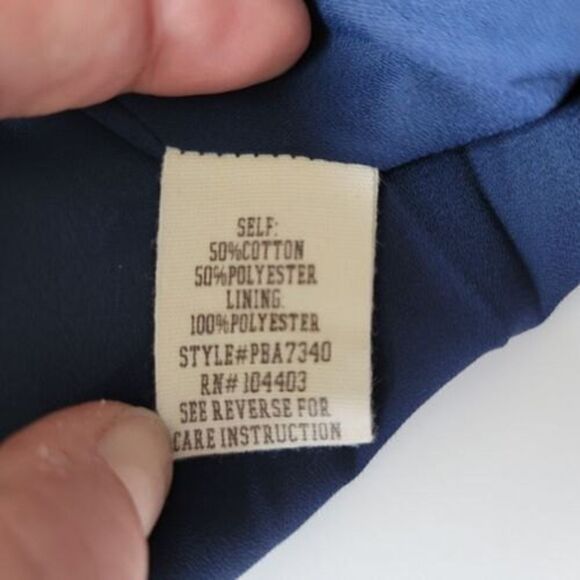 SELF:
50%COTTON
50%POLYESTER
LINING.
100%POLYESTER
STYLE#PBA7340
RN# 104403
SEE REVERSE FOR
CARE INSTRUCTION